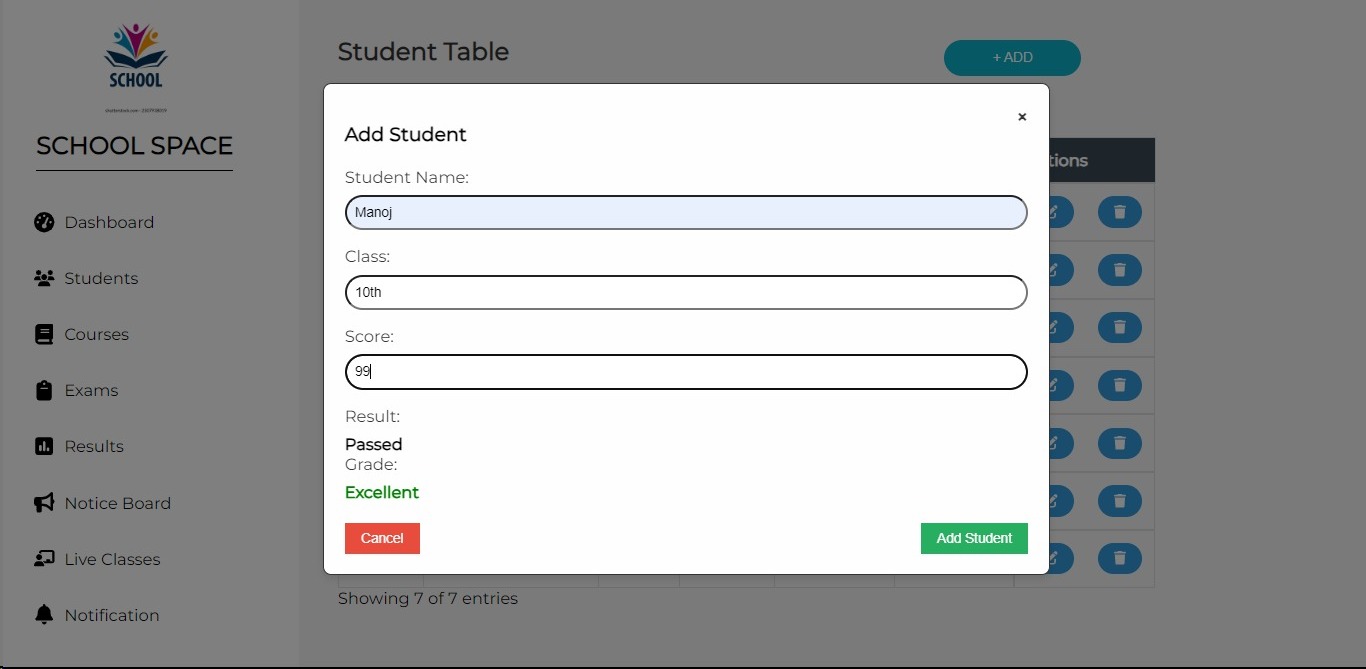 SCHOOL
SCHOOL SPACE
Dashboard
Students
Courses
Exams
Results
Notice Board
Live Classes
Notification
Student Table
+ ADD
tions
×
Add Student
Student Name:
Manoj
Class:
10th
Score:
99
Result:
Passed
Grade:
Excellent
Cancel
Add Student
Showing 7 of 7 entries